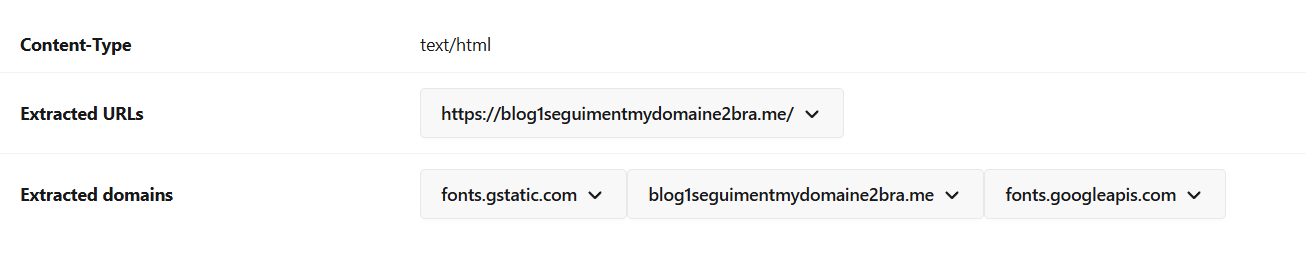 Content-Type text/html
Extracted URLs https://blog1seguimentmydomaine2bra.me/
Extracted domains fonts.gstatic.com blog1seguimentmydomaine2bra.me fonts.googleapis.com